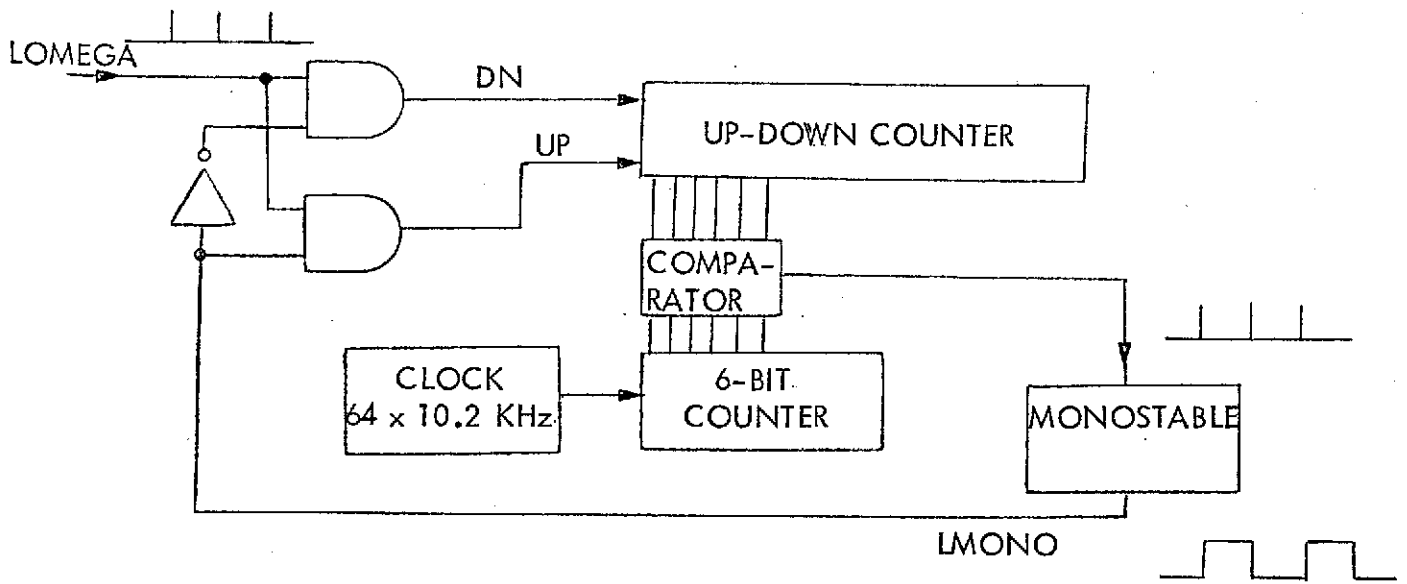 LOMEGA
DN
UP-DOWN COUNTER
UP
COMPA-
RATOR
CLOCK
64 x 10.2 KHz
6-BIT
COUNTER
MONOSTABLE
LMONO